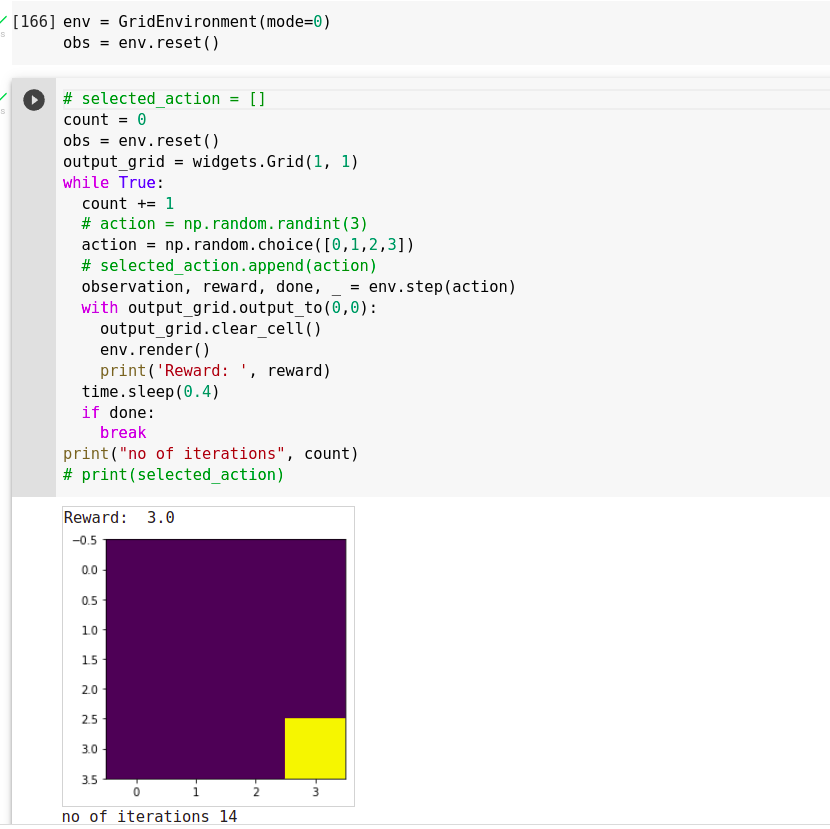 [166] env = GridEnvironment(mode=0)
obs = env.reset()
# selected_action = []
count = 0
obs = env.reset()
output_grid = widgets.Grid(1, 1)
while True:
  count += 1
  # action = np.random.randint(3)
  action = np.random.choice([0,1,2,3])
  # selected_action.append(action)
  observation, reward, done, _ = env.step(action)
  with output_grid.output_to(0,0):
    output_grid.clear_cell()
    env.render()
    print('Reward: ', reward)
  time.sleep(0.4)
  if done:
    break
print("no of iterations", count)
# print(selected_action)
Reward:  3.0
−0.5
0.0
0.5
1.0
1.5
2.0
2.5
3.0
3.5
0 1 2 3
no of iterations 14